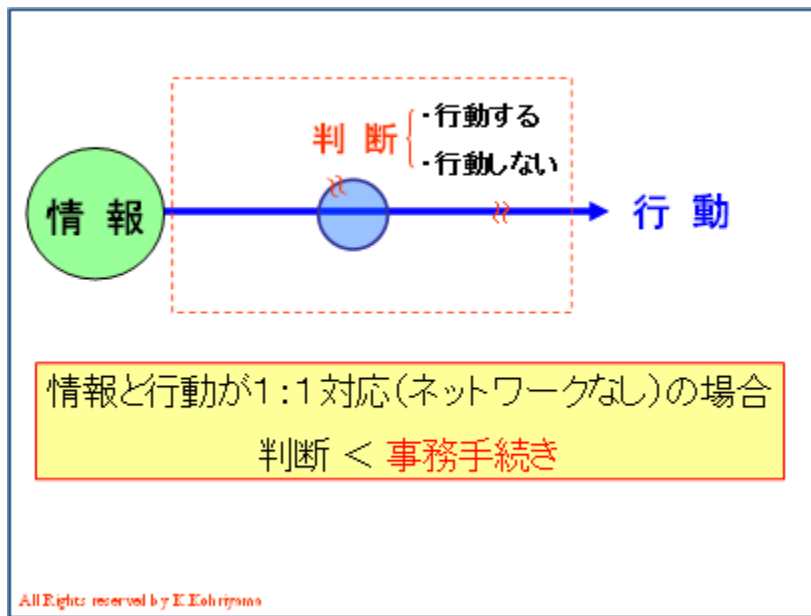 ・行動する
判 断
・行動しない
情 報
行 動
情報と行動が1:1対応(ネットワークなし)の場合
判断 < 事務手続き
All Rights reserved by K.Kohriyama